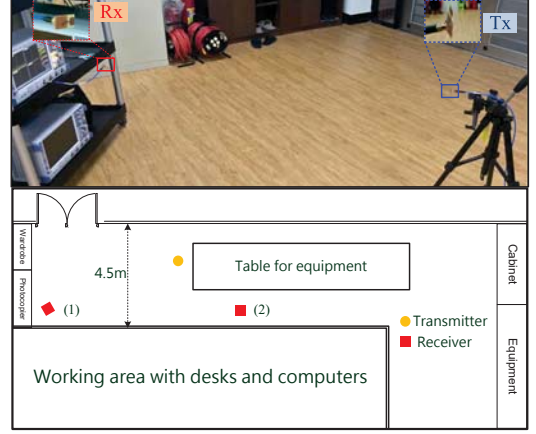 Rx
Tx
Wardrobe
Photocopier
4.5m
Table for equipment
Cabinet
(1)
(2)
Transmitter
Receiver
Equipment
Working area with desks and computers